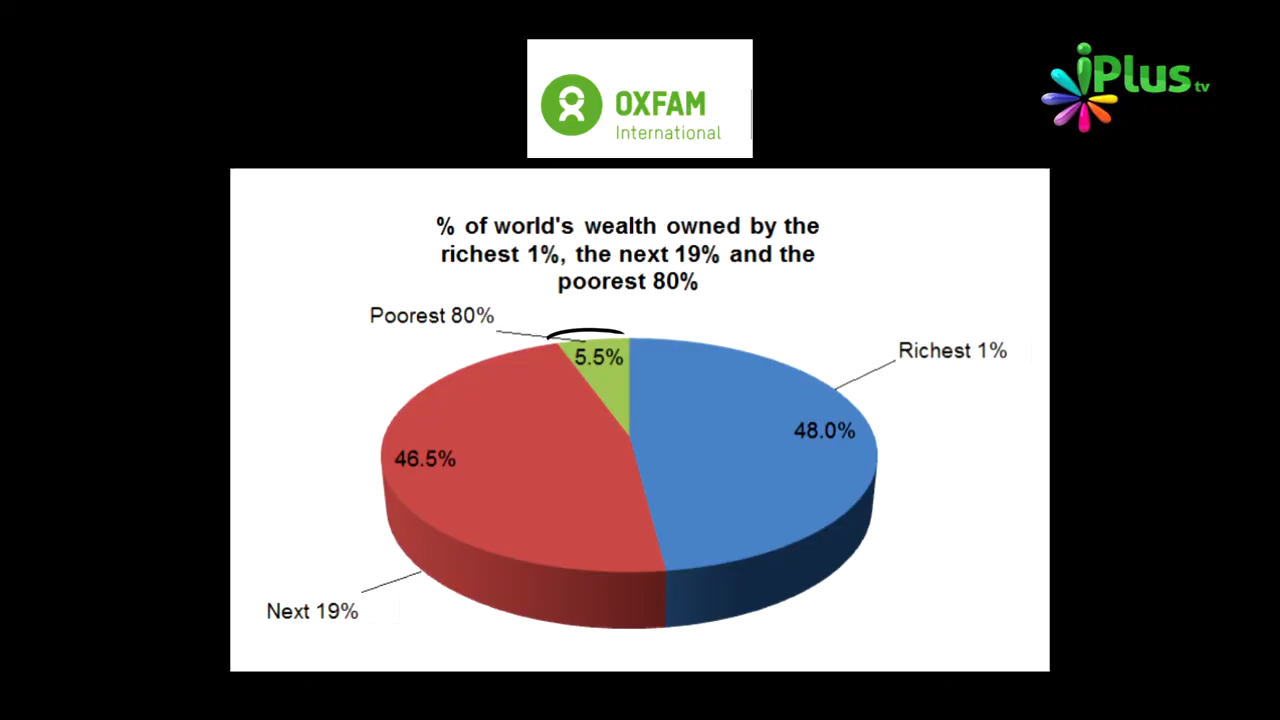 OXFAM
International
iPlus tv
% of world's wealth owned by the
richest 1%, the next 19% and the
poorest 80%
Poorest 80%
5.5%
Richest 1%
48.0%
46.5%
Next 19%